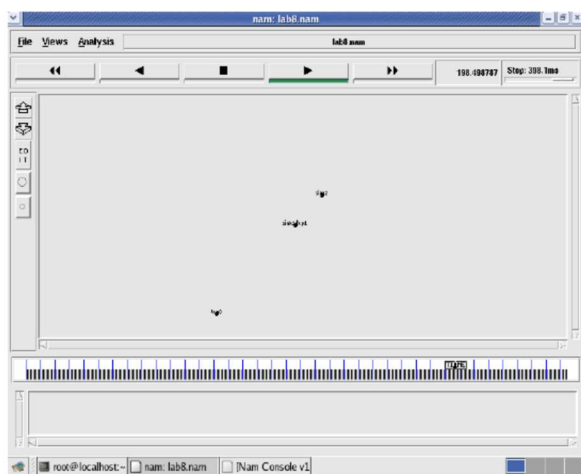 nam: lab8.nam
File Views Analysis lab8.nam
198.498787 Step: 398.1ms
TIME
root@localhost:~ nam: lab8.nam [Nam Console v1